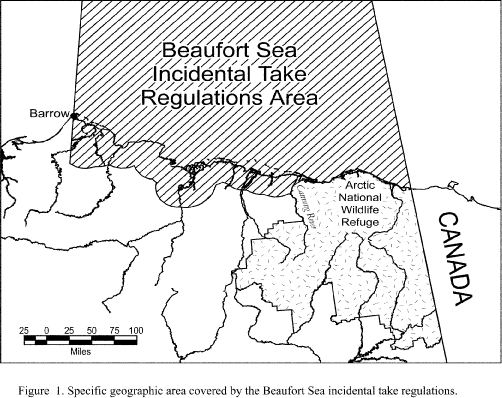 Beaufort Sea
Incidental Take
Regulations Area
Barrow
Canning River
Arctic
National
Wildlife
Refuge
CANADA
25 0 25 50 75 100
Miles
Figure 1. Specific geographic area covered by the Beaufort Sea incidental take regulations.